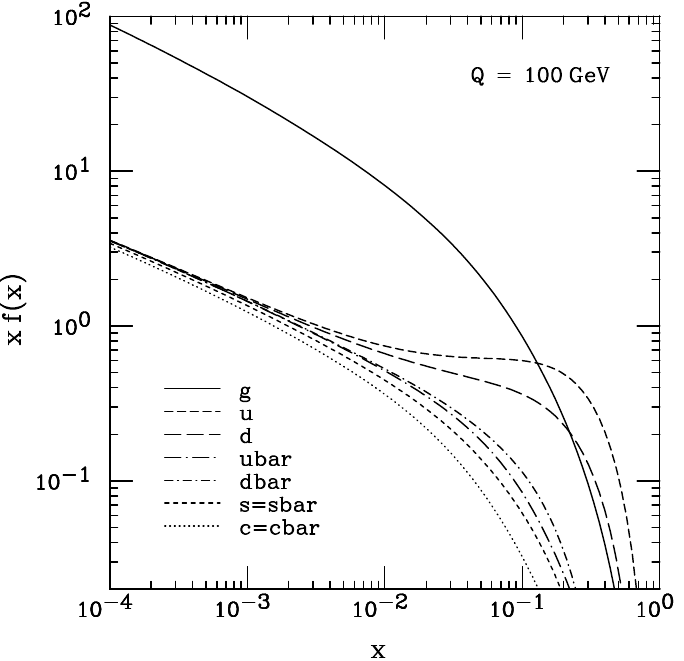 10^2
Q = 100 GeV
10^1
x f(x)
10^0
g
u
d
ubar
10^-1
dbar
s=sbar
c=cbar
10^-4 10^-3 10^-2 10^-1 10^0
x